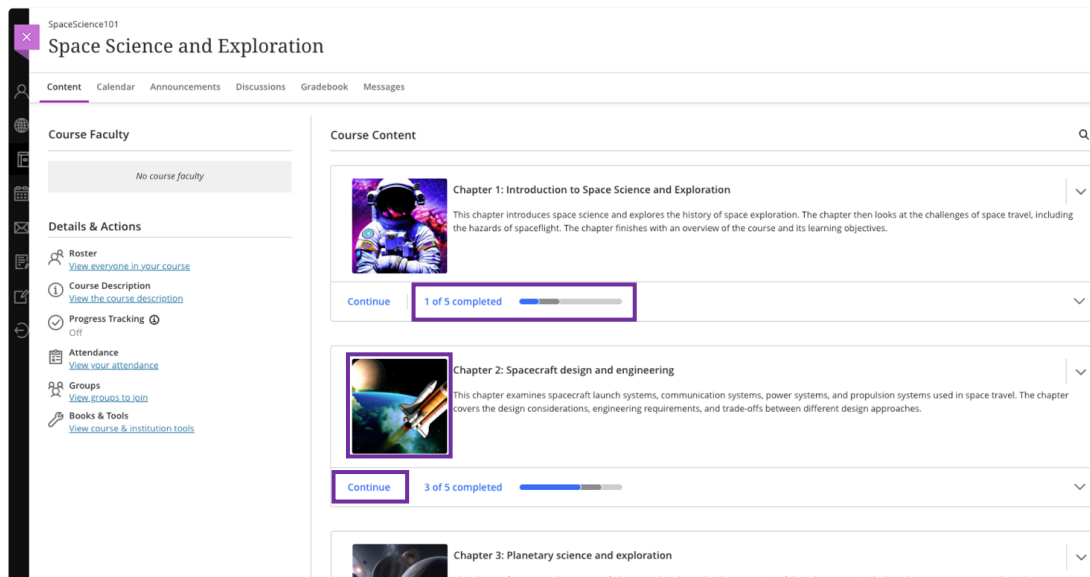 SpaceScience101
Space Science and Exploration
Content Calendar Announcements Discussions Gradebook Messages
Course Faculty
No course faculty
Details & Actions
Roster
View everyone in your course
Course Description
View the course description
Progress Tracking
Off
Attendance
View your attendance
Groups
View groups to join
Books & Tools
View course & institution tools
Course Content
Chapter 1: Introduction to Space Science and Exploration
This chapter introduces space science and explores the history of space exploration. The chapter then looks at the challenges of space travel, including
the hazards of spaceflight. The chapter finishes with an overview of the course and its learning objectives.
Continue 1 of 5 completed
Chapter 2: Spacecraft design and engineering
This chapter examines spacecraft launch systems, communication systems, power systems, and propulsion systems used in space travel. The chapter
covers the design considerations, engineering requirements, and trade-offs between different design approaches.
Continue 3 of 5 completed
Chapter 3: Planetary science and exploration